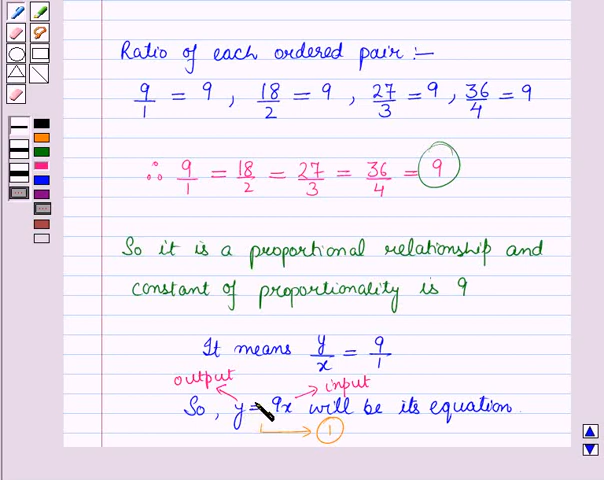 Ratio of each ordered pair :-
9/1 = 9 , 18/2 = 9 , 27/3 = 9 , 36/4 = 9
∴ 9/1 = 18/2 = 27/3 = 36/4 = 9
So it is a proportional relationship and
constant of proportionality is 9
It means y/x = 9/1
output input
So, y = 9x will be its equation.
1